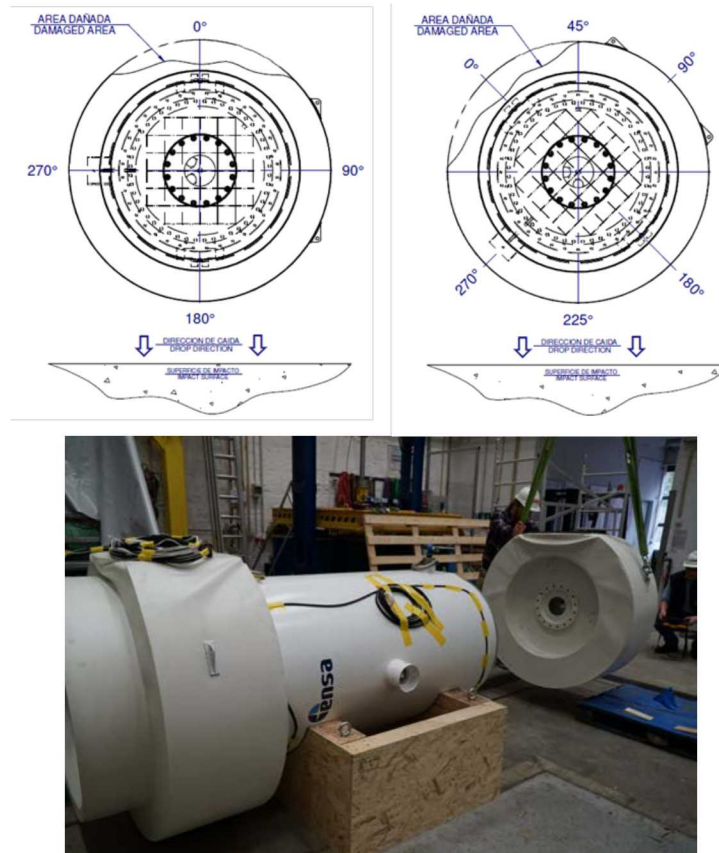 AREA DAÑADA
DAMAGED AREA
0°
270°
90°
180°
DIRECCION DE CAIDA
DROP DIRECTION
SUPERFICIE DE IMPACTO
IMPACT SURFACE
AREA DAÑADA
DAMAGED AREA
45°
0°
90°
270°
180°
225°
DIRECCION DE CAIDA
DROP DIRECTION
SUPERFICIE DE IMPACTO
IMPACT SURFACE
ensa